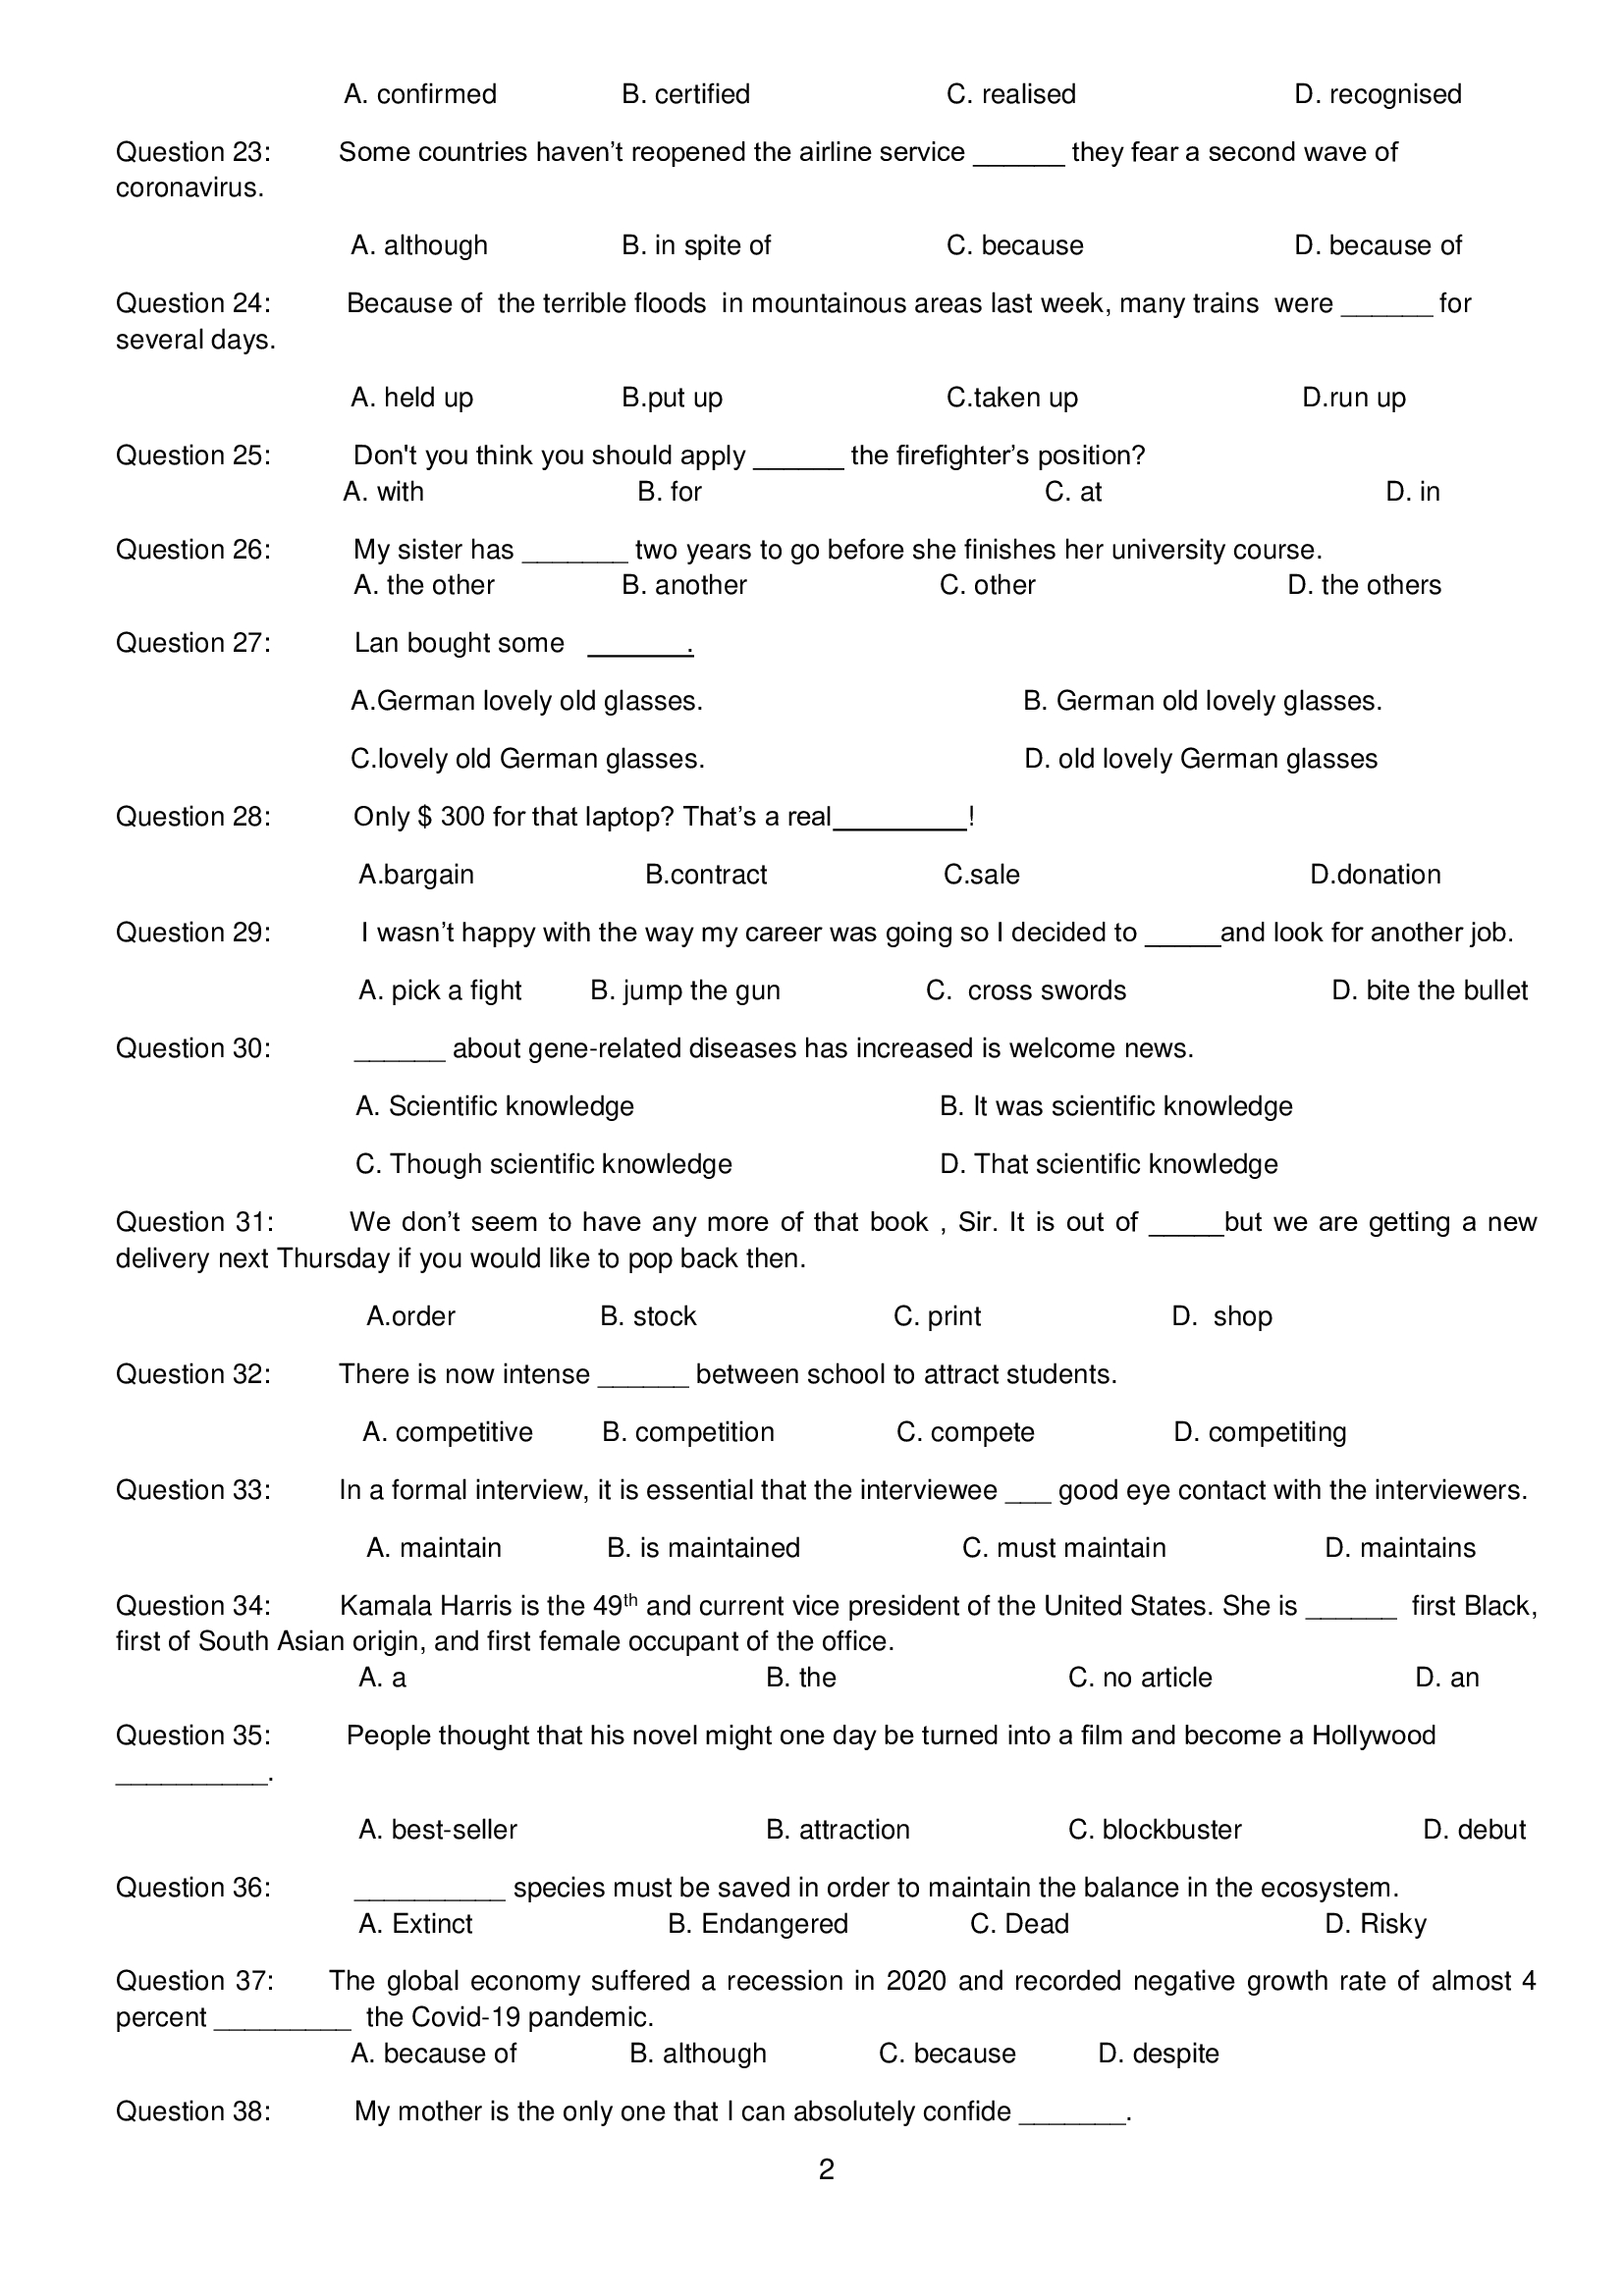 A. confirmed B. certified C. realised D. recognised
Question 23: Some countries haven’t reopened the airline service ______ they fear a second wave of
coronavirus.
A. although B. in spite of C. because D. because of
Question 24: Because of the terrible floods in mountainous areas last week, many trains were ______ for
several days.
A. held up B.put up C.taken up D.run up
Question 25: Don't you think you should apply ______ the firefighter’s position?
A. with B. for C. at D. in
Question 26: My sister has _______ two years to go before she finishes her university course.
A. the other B. another C. other D. the others
Question 27: Lan bought some _______.
A.German lovely old glasses. B. German old lovely glasses.
C.lovely old German glasses. D. old lovely German glasses
Question 28: Only $ 300 for that laptop? That’s a real_________!
A.bargain B.contract C.sale D.donation
Question 29: I wasn’t happy with the way my career was going so I decided to _____and look for another job.
A. pick a fight B. jump the gun C. cross swords D. bite the bullet
Question 30: ______ about gene-related diseases has increased is welcome news.
A. Scientific knowledge B. It was scientific knowledge
C. Though scientific knowledge D. That scientific knowledge
Question 31: We don’t seem to have any more of that book , Sir. It is out of _____but we are getting a new
delivery next Thursday if you would like to pop back then.
A.order B. stock C. print D. shop
Question 32: There is now intense ______ between school to attract students.
A. competitive B. competition C. compete D. competiting
Question 33: In a formal interview, it is essential that the interviewee ___ good eye contact with the interviewers.
A. maintain B. is maintained C. must maintain D. maintains
Question 34: Kamala Harris is the 49th and current vice president of the United States. She is ______ first Black,
first of South Asian origin, and first female occupant of the office.
A. a B. the C. no article D. an
Question 35: People thought that his novel might one day be turned into a film and become a Hollywood
__________.
A. best-seller B. attraction C. blockbuster D. debut
Question 36: __________ species must be saved in order to maintain the balance in the ecosystem.
A. Extinct B. Endangered C. Dead D. Risky
Question 37: The global economy suffered a recession in 2020 and recorded negative growth rate of almost 4
percent _________ the Covid-19 pandemic.
A. because of B. although C. because D. despite
Question 38: My mother is the only one that I can absolutely confide _______.
2